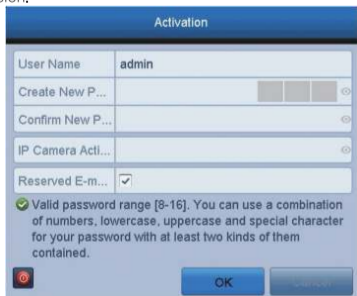 Activation
User Name admin
Create New P...
Confirm New P...
IP Camera Acti...
Reserved E-m...
Valid password range [8-16]. You can use a combination
of numbers, lowercase, uppercase and special character
for your password with at least two kinds of them
contained.
OK